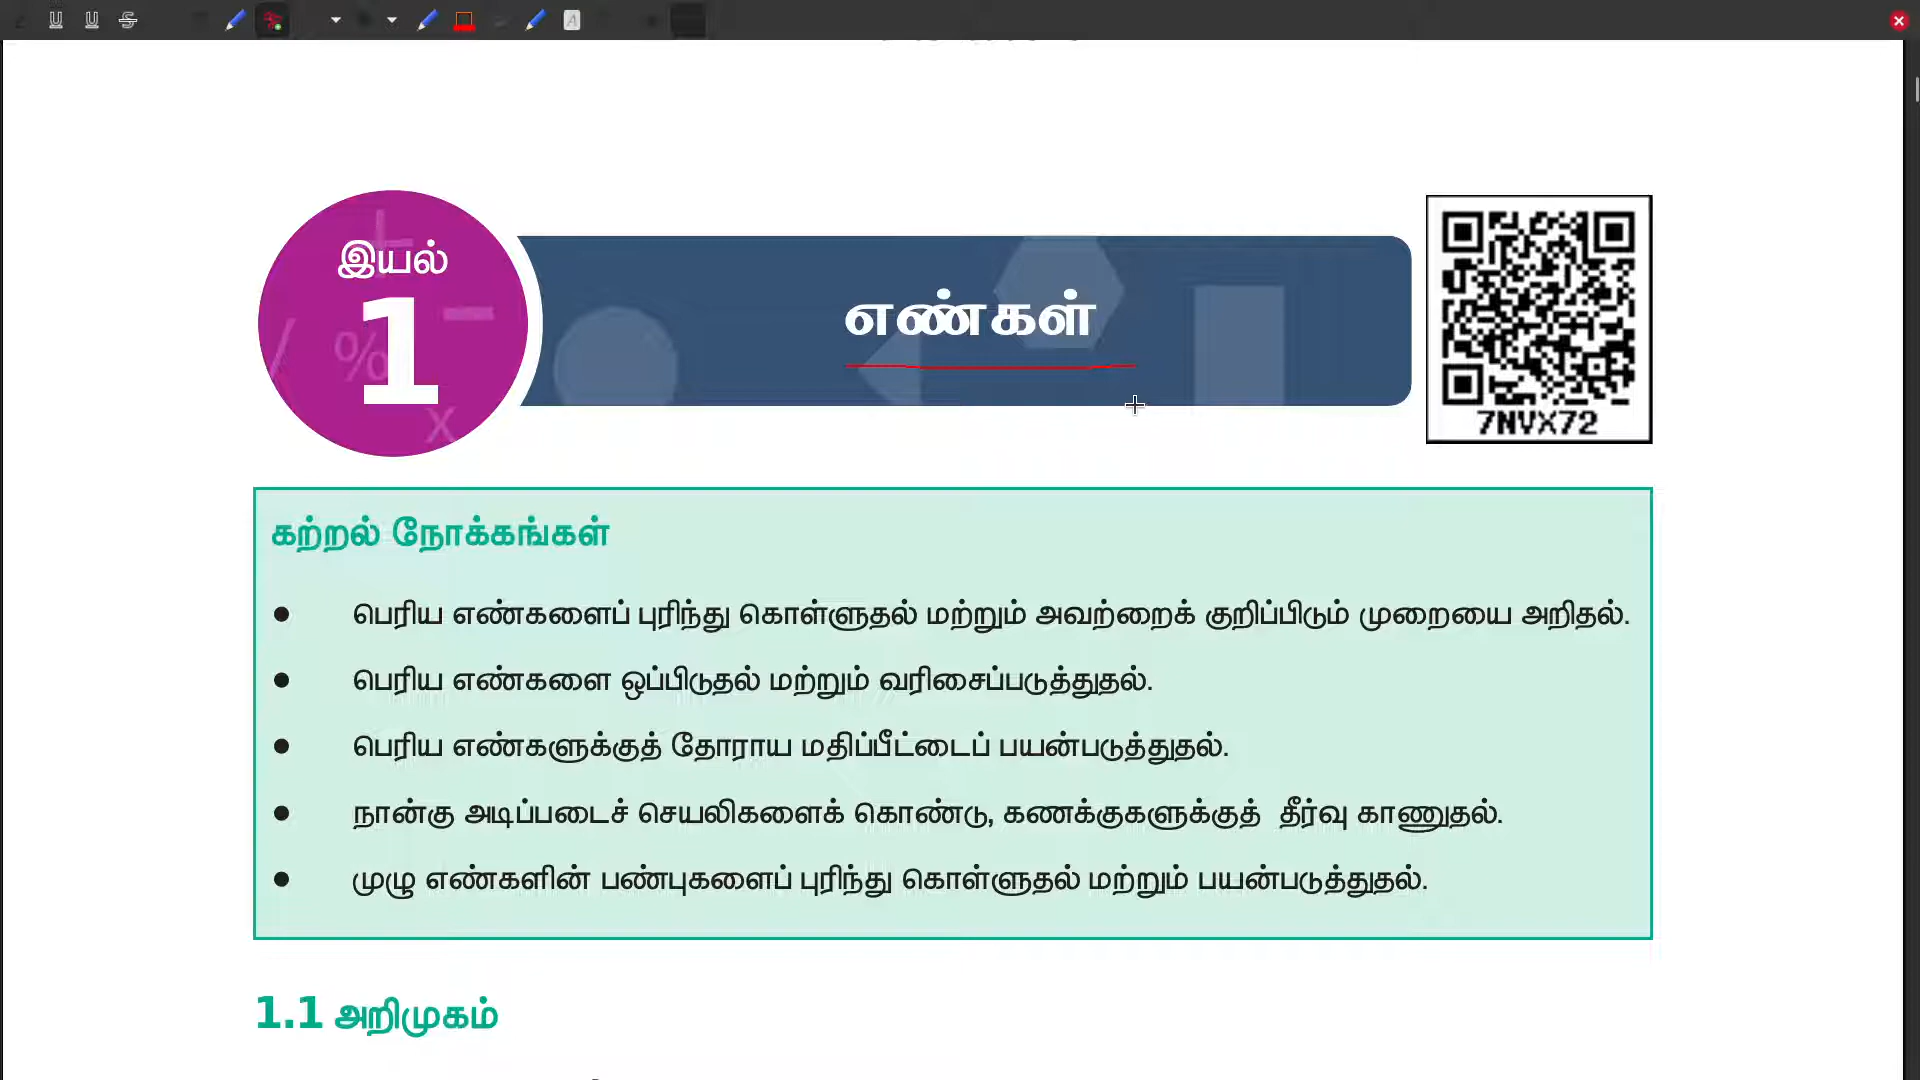 இயல்
1
எண்கள்
7NVX72
கற்றல் நோக்கங்கள்
● பெரிய எண்களைப் புரிந்து கொள்ளுதல் மற்றும் அவற்றைக் குறிப்பிடும் முறையை அறிதல்.
● பெரிய எண்களை ஒப்பிடுதல் மற்றும் வரிசைப்படுத்துதல்.
● பெரிய எண்களுக்குத் தோராய மதிப்பீட்டைப் பயன்படுத்துதல்.
● நான்கு அடிப்படைச் செயலிகளைக் கொண்டு, கணக்குகளுக்குத் தீர்வு காணுதல்.
● முழு எண்களின் பண்புகளைப் புரிந்து கொள்ளுதல் மற்றும் பயன்படுத்துதல்.
1.1 அறிமுகம்